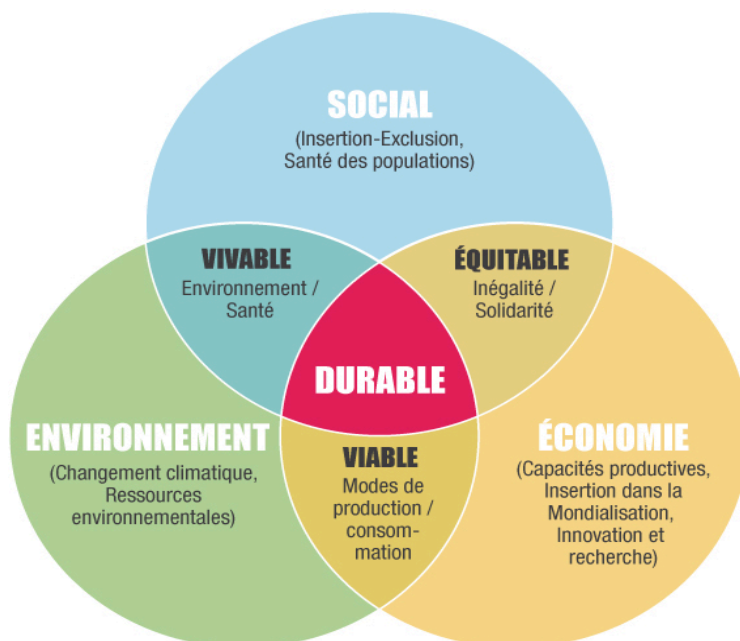 SOCIAL
(Insertion-Exclusion,
Santé des populations)
VIVABLE
Environnement /
Santé
ÉQUITABLE
Inégalité /
Solidarité
DURABLE
ENVIRONNEMENT
(Changement climatique,
Ressources
environnementales)
VIABLE
Modes de
production /
consom-
mation
ÉCONOMIE
(Capacités productives,
Insertion dans la
Mondialisation,
Innovation et
recherche)